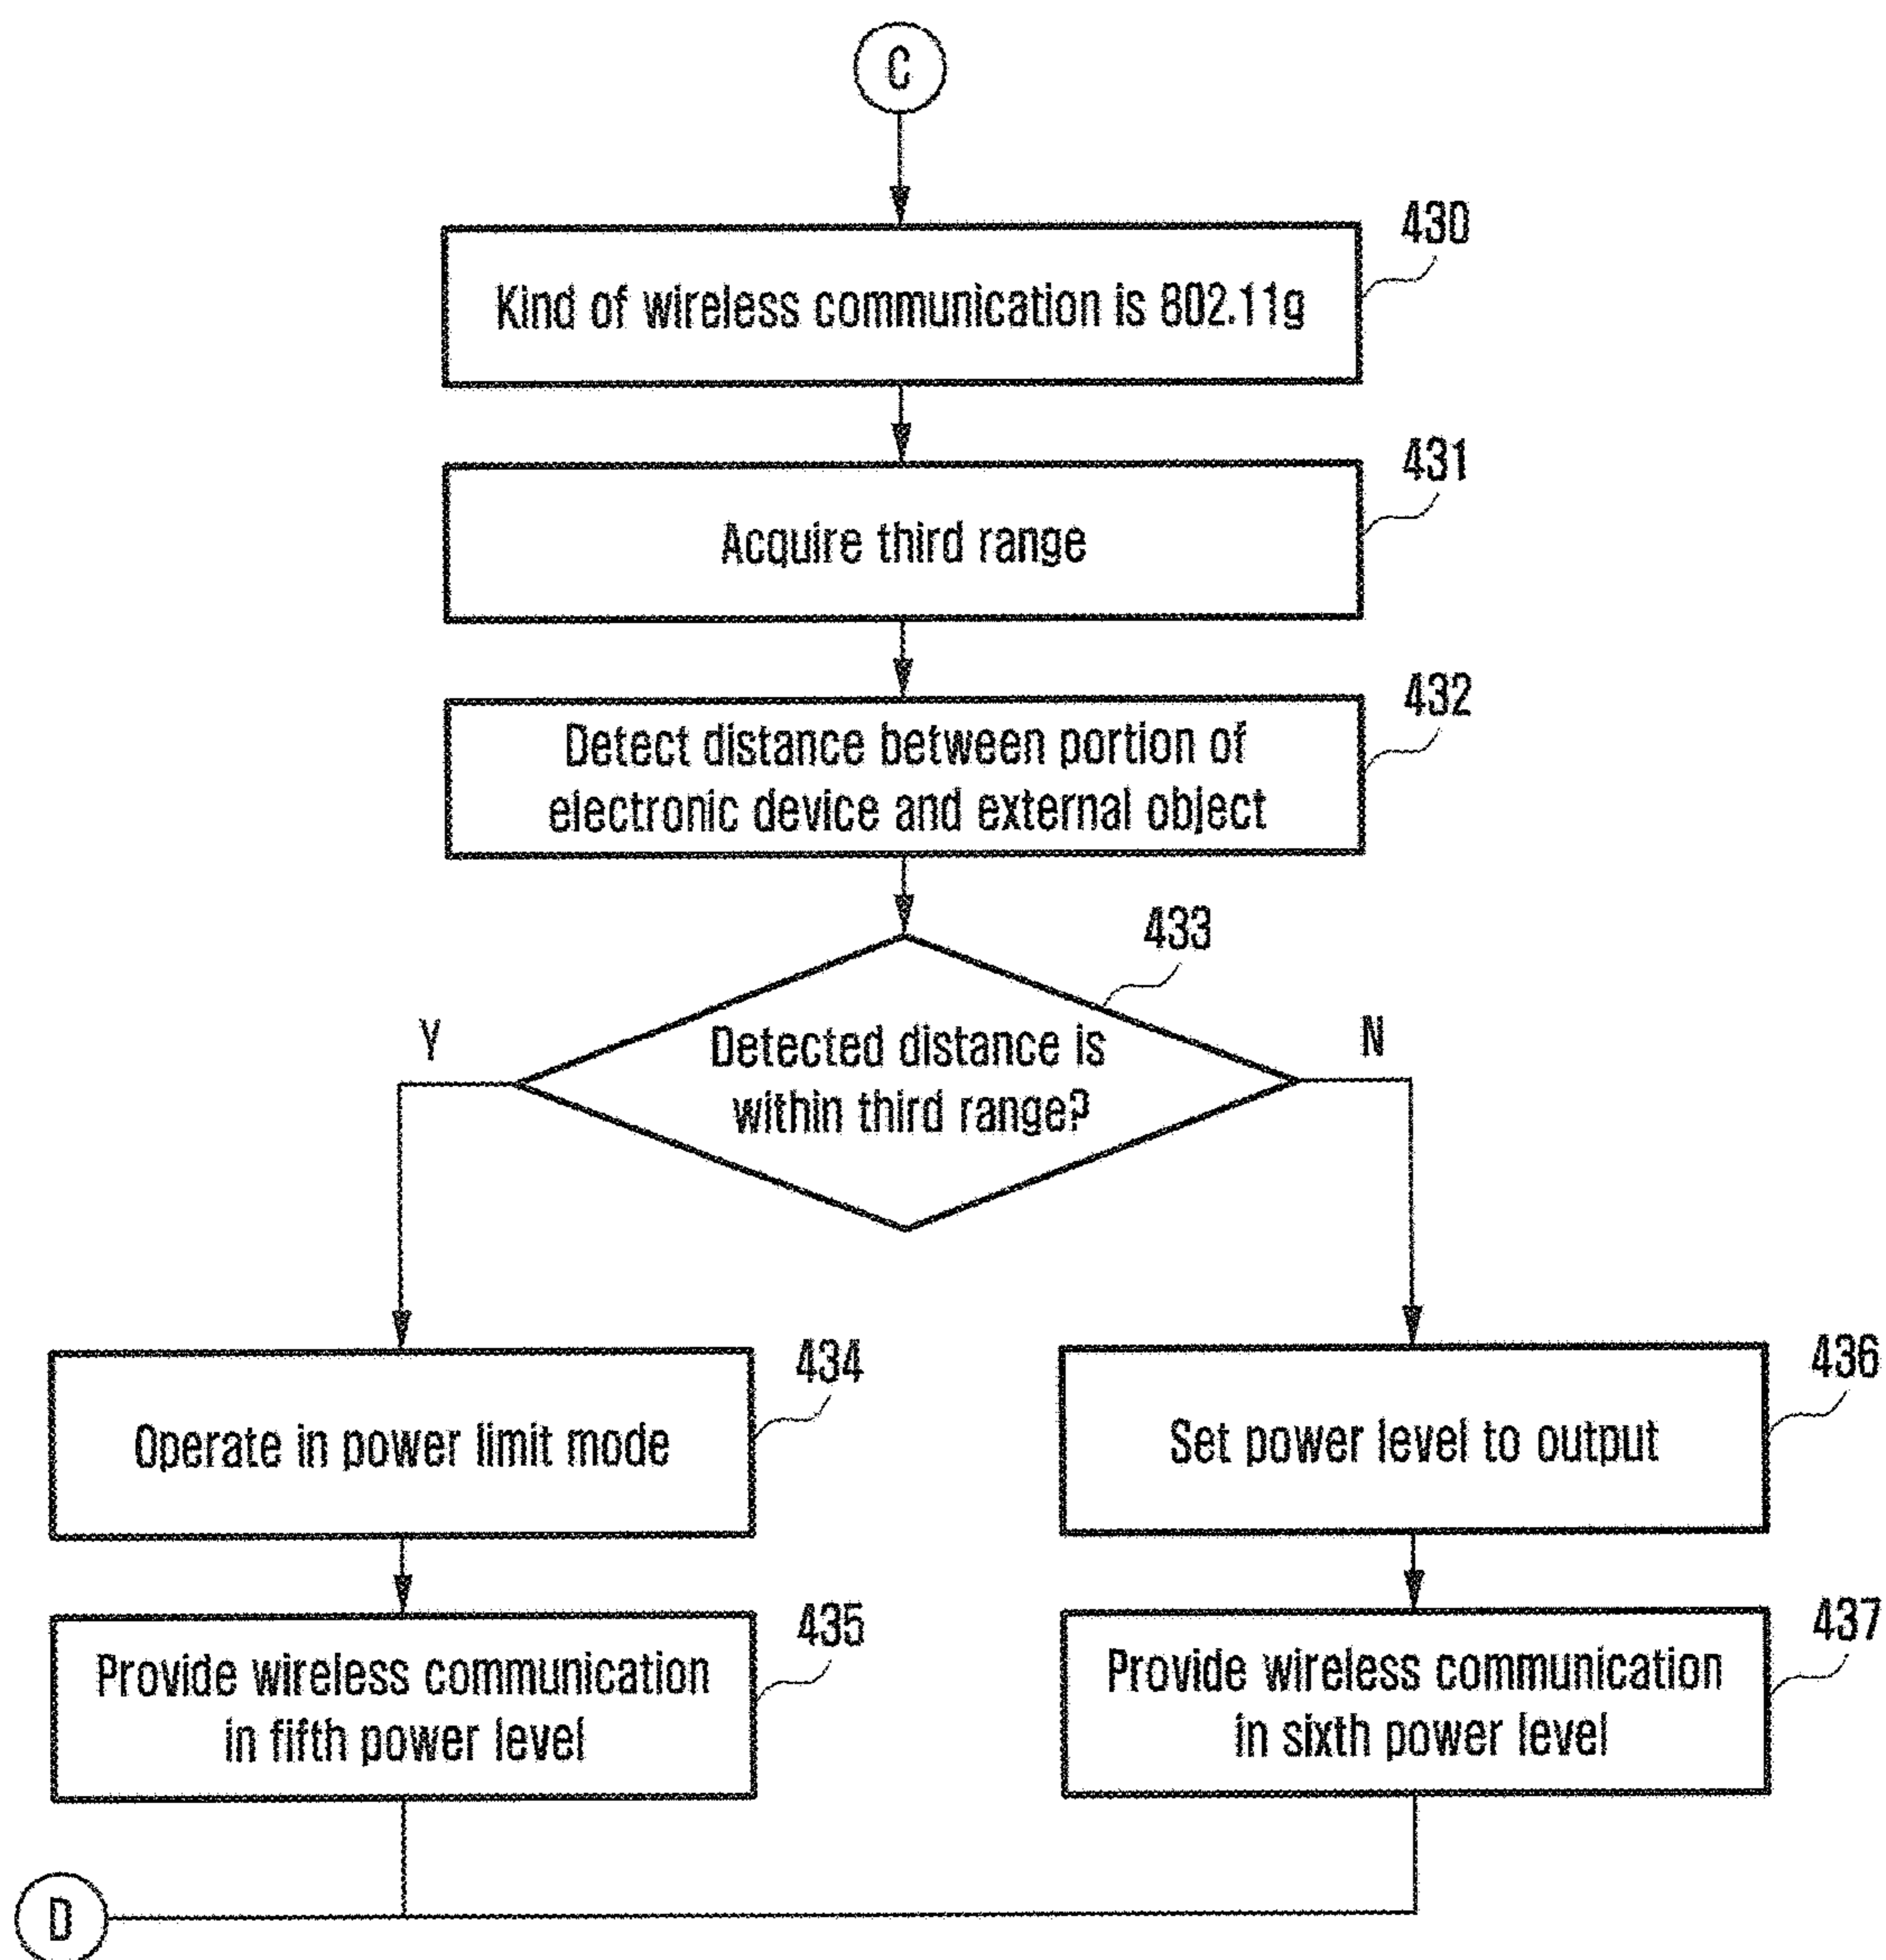 C
430
Kind of wireless communication is 802.11g
431
Acquire third range
432
Detect distance between portion of
electronic device and external object
433
Y
N
Detected distance is
within third range?
434
436
Operate in power limit mode
Set power level to output
435
437
Provide wireless communication
in fifth power level
Provide wireless communication
in sixth power level
D